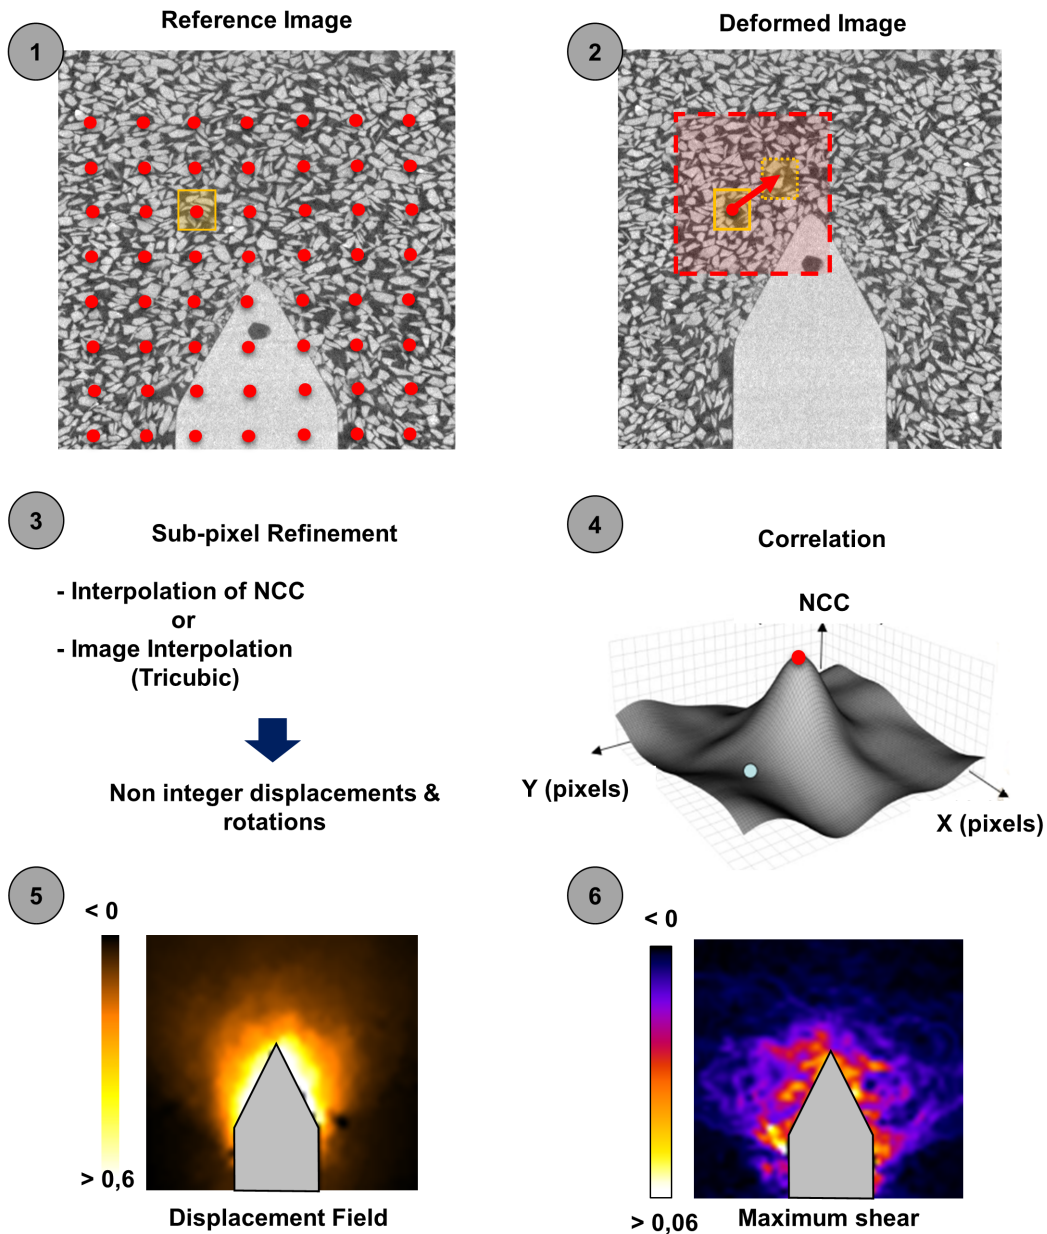 Reference Image
1
Deformed Image
2
3
Sub-pixel Refinement
- Interpolation of NCC
or
- Image Interpolation
(Tricubic)
Non integer displacements &
rotations
4
Correlation
NCC
Y (pixels)
X (pixels)
5
< 0
> 0,6
Displacement Field
6
< 0
> 0,06
Maximum shear